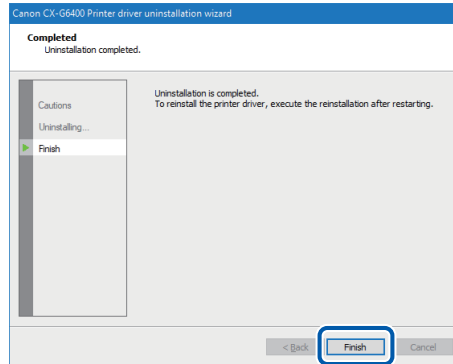 Canon CX-G6400 Printer driver uninstallation wizard
Completed
Uninstallation completed.
Cautions
Uninstalling...
Finish
Uninstallation is completed.
To reinstall the printer driver, execute the reinstallation after restarting.
< Back
Finish
Cancel